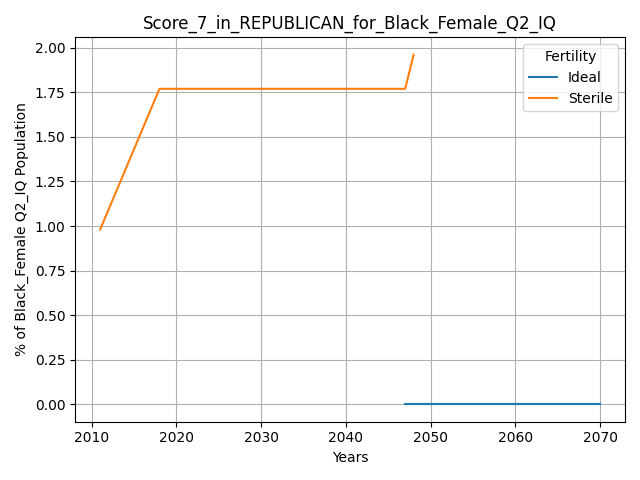 Score_7_in_REPUBLICAN_for_Black_Female_Q2_IQ
% of Black_Female Q2_IQ Population
2.00
1.75
1.50
1.25
1.00
0.75
0.50
0.25
0.00
Fertility
Ideal
Sterile
2010 2020 2030 2040 2050 2060 2070
Years